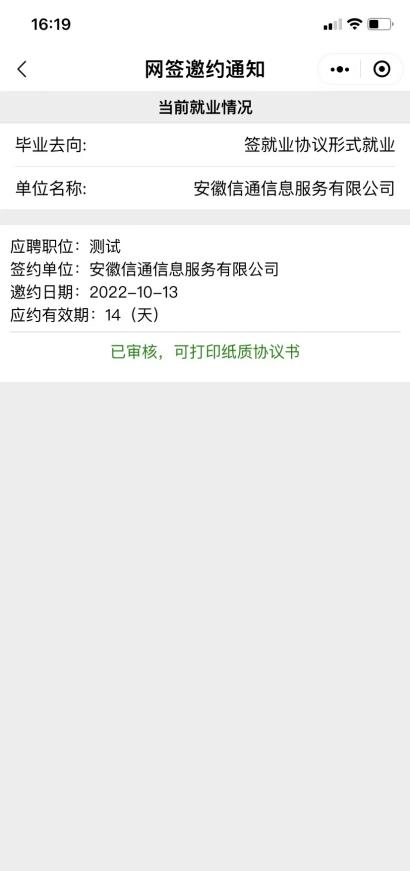 16:19
网签邀约通知
当前就业情况
毕业去向: 签就业协议形式就业
单位名称: 安徽信通信息服务有限公司
应聘职位：测试
签约单位：安徽信通信息服务有限公司
邀约日期：2022-10-13
应约有效期：14（天）
已审核，可打印纸质协议书